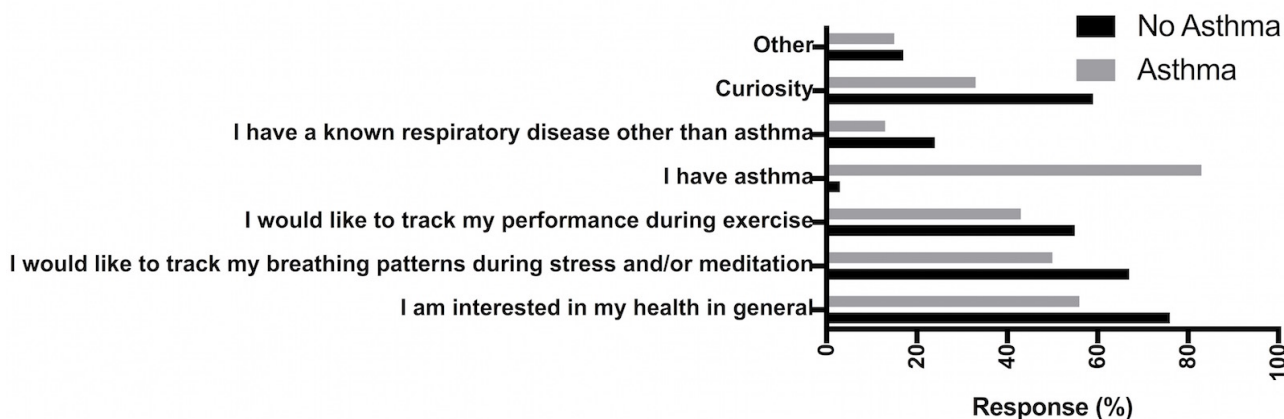 No Asthma
Asthma
Other
Curiosity
I have a known respiratory disease other than asthma
I have asthma
I would like to track my performance during exercise
I would like to track my breathing patterns during stress and/or meditation
I am interested in my health in general
0
20
40
60
80
100
Response (%)